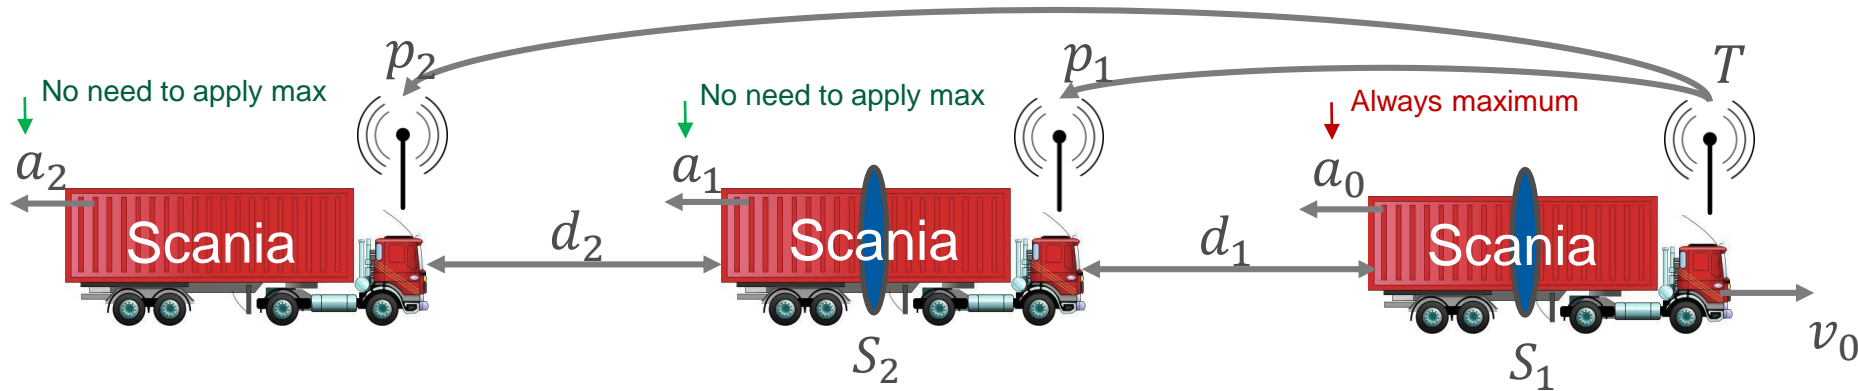 p₂
p₁
T
No need to apply max
No need to apply max
Always maximum
a₂
a₁
a₀
Scania
d₂
Scania
d₁
Scania
S₂
S₁
v₀